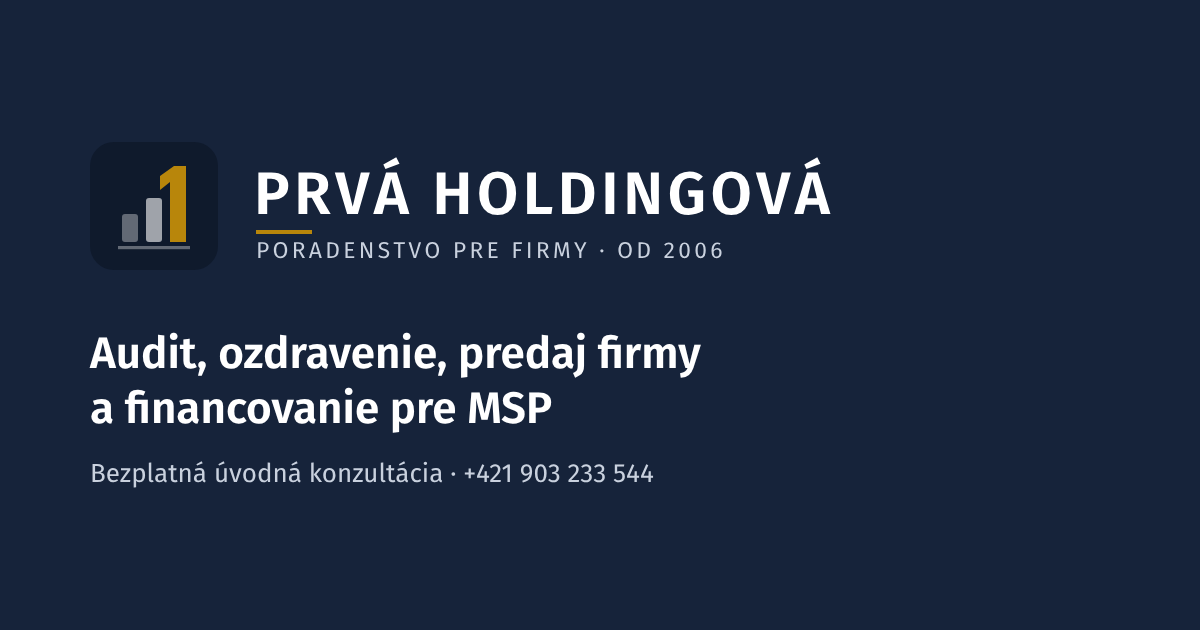 PRVÁ HOLDINGOVÁ
PORADENSTVO PRE FIRMY · OD 2006
Audit, ozdravenie, predaj firmy
a financovanie pre MSP
Bezplatná úvodná konzultácia · +421 903 233 544